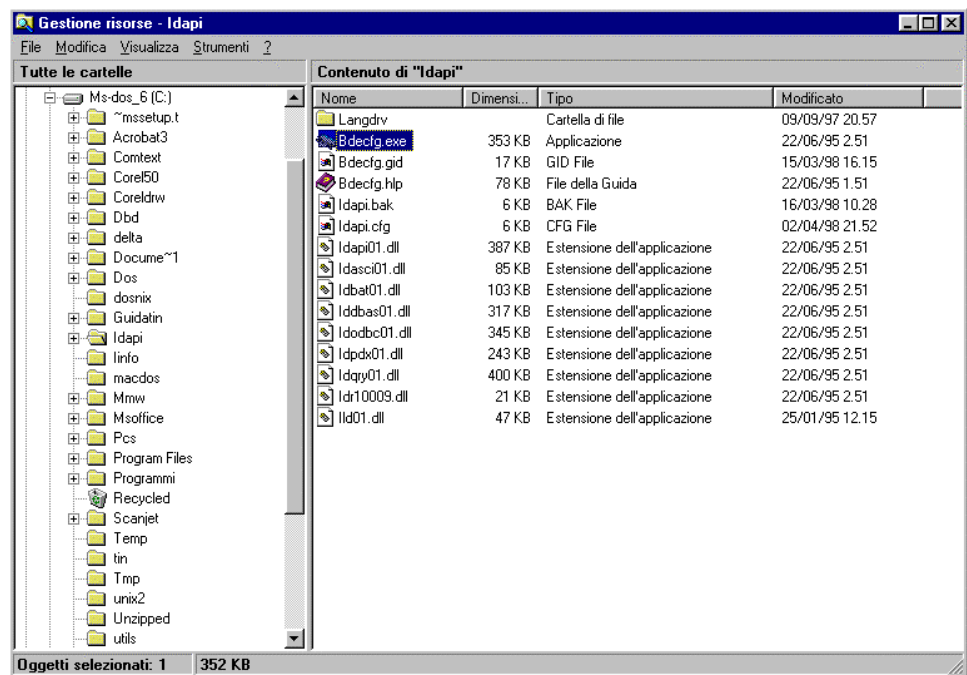 Gestione risorse - Idapi
File Modifica Visualizza Strumenti ?
Tutte le cartelle
Contenuto di "Idapi"
Ms-dos_6 (C:)
~mssetup.t
Acrobat3
Comtext
Corel50
Coreldrw
Dbd
delta
Docume~1
Dos
dosnix
Guidatin
Idapi
linfo
macdos
Mmw
Msoffice
Pcs
Program Files
Programmi
Recycled
Scanjet
Temp
tin
Tmp
unix2
Unzipped
utils
Nome Dimensi... Tipo Modificato
Langdrv Cartella di file 09/09/97 20.57
Bdecfg.exe 353 KB Applicazione 22/06/95 2.51
Bdecfg.gid 17 KB GID File 15/03/98 16.15
Bdecfg.hlp 78 KB File della Guida 22/06/95 1.51
Idapi.bak 6 KB BAK File 16/03/98 10.28
Idapi.cfg 6 KB CFG File 02/04/98 21.52
Idapi01.dll 387 KB Estensione dell'applicazione 22/06/95 2.51
Idasci01.dll 85 KB Estensione dell'applicazione 22/06/95 2.51
Idbat01.dll 103 KB Estensione dell'applicazione 22/06/95 2.51
Iddbas01.dll 317 KB Estensione dell'applicazione 22/06/95 2.51
Idodbc01.dll 345 KB Estensione dell'applicazione 22/06/95 2.51
Idpdx01.dll 243 KB Estensione dell'applicazione 22/06/95 2.51
Idqry01.dll 400 KB Estensione dell'applicazione 22/06/95 2.51
Idr10009.dll 21 KB Estensione dell'applicazione 22/06/95 2.51
Ild01.dll 47 KB Estensione dell'applicazione 25/01/95 12.15
Oggetti selezionati: 1 352 KB